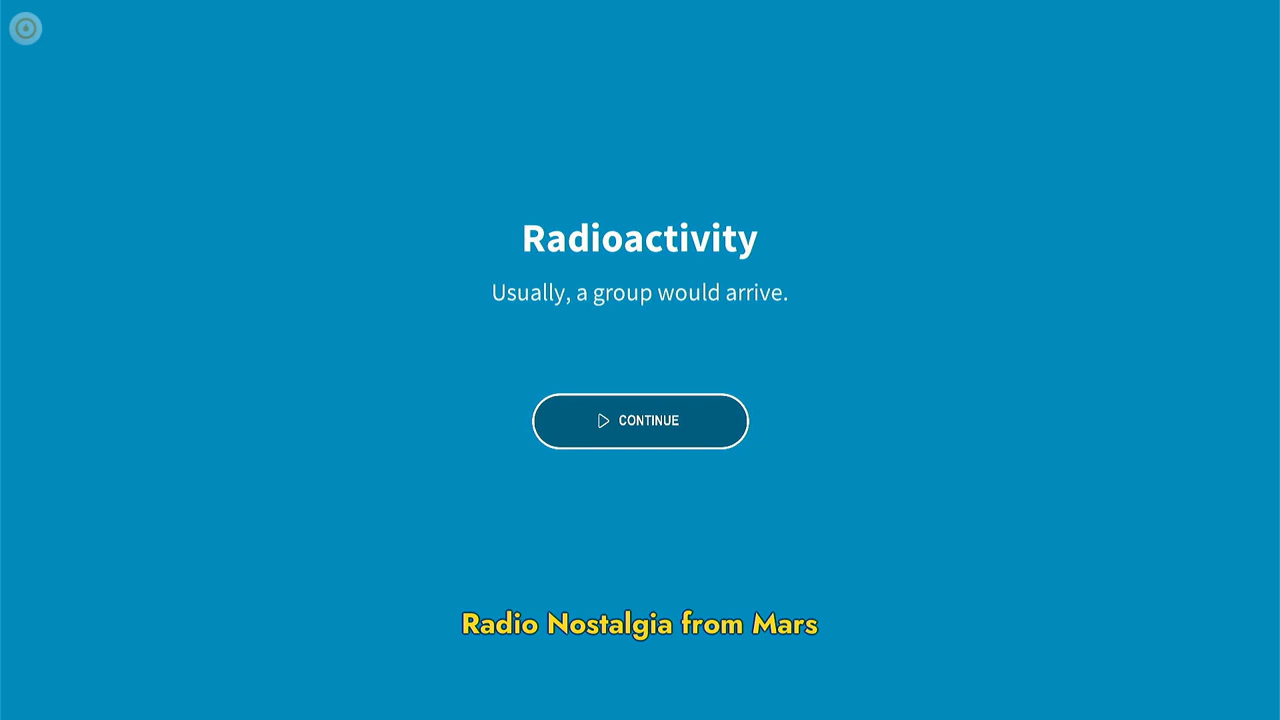 Radioactivity
Usually, a group would arrive.
CONTINUE
Radio Nostalgia from Mars